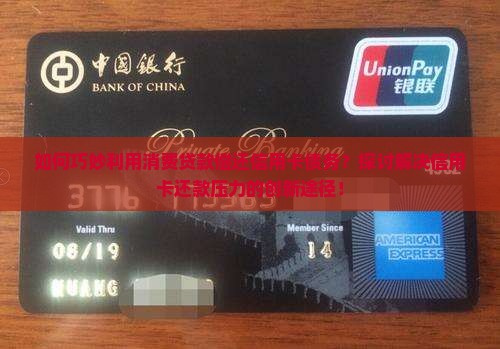 中國銀行
BANK OF CHINA
UnionPay
银联
Private Banking
如何巧妙利用消费贷款偿还信用卡债务！探讨解决信用
3776
卡还款压力的创新途径！
Valid Thru
Member Since
06/19
14
AMERICAN
EXPRESS
HUANG